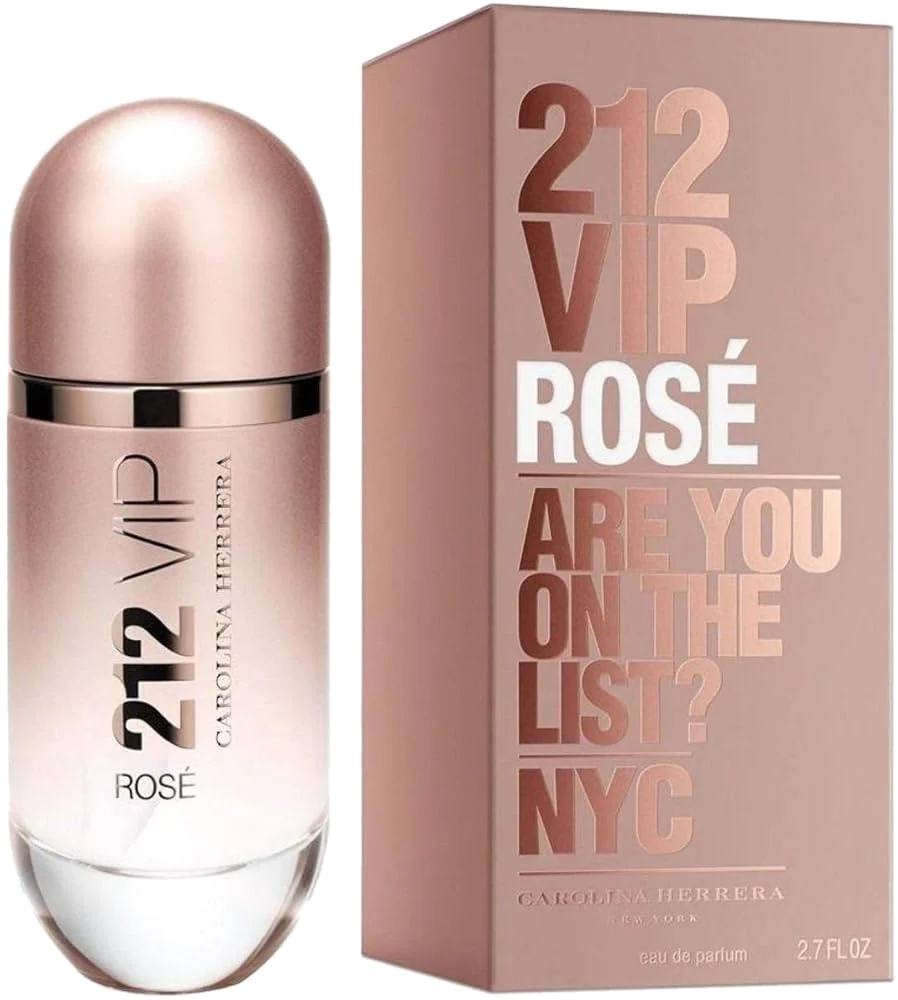 212 VIP
CAROLINA HERRERA
ROSÉ
212
VIP
ROSÉ
ARE YOU
ON THE
LIST?
NYC
CAROLINA HERRERA
NEW YORK
eau de parfum
2.7 FL OZ